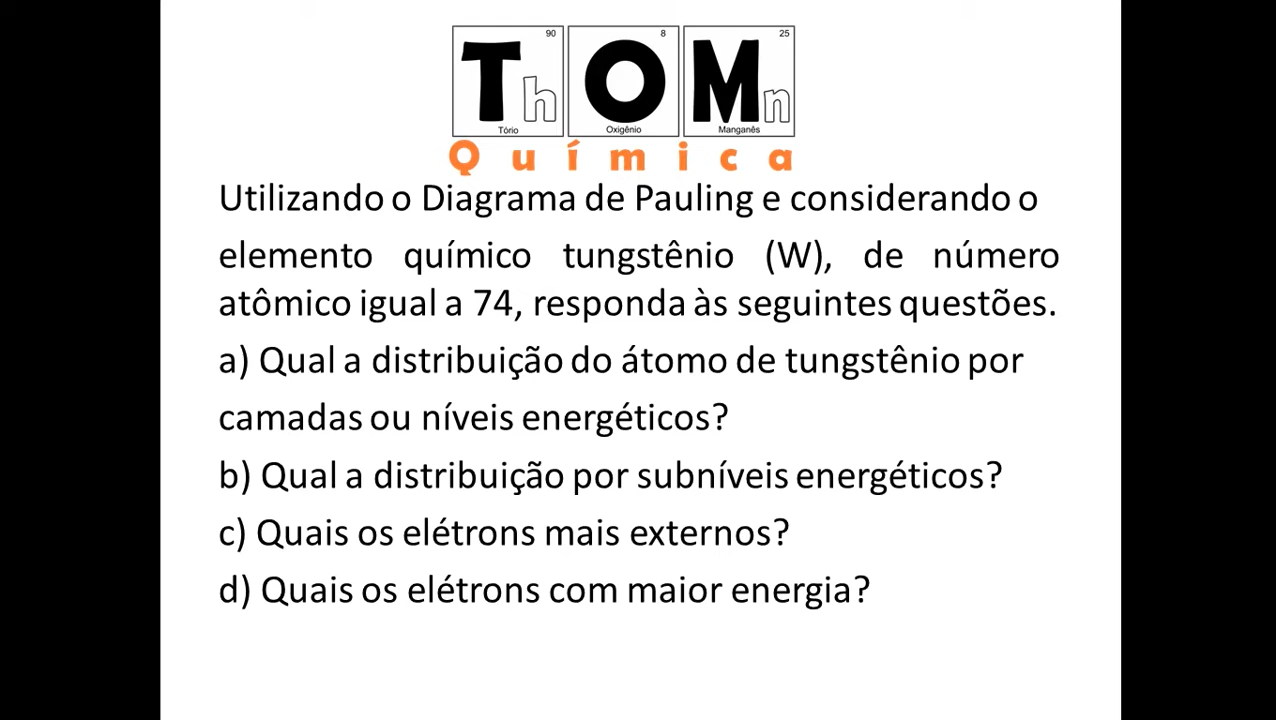 90 8 25
Th O Mn
Tório Oxigênio Manganês
Química
Utilizando o Diagrama de Pauling e considerando o
elemento químico tungstênio (W), de número
atômico igual a 74, responda às seguintes questões.
a) Qual a distribuição do átomo de tungstênio por
camadas ou níveis energéticos?
b) Qual a distribuição por subníveis energéticos?
c) Quais os elétrons mais externos?
d) Quais os elétrons com maior energia?